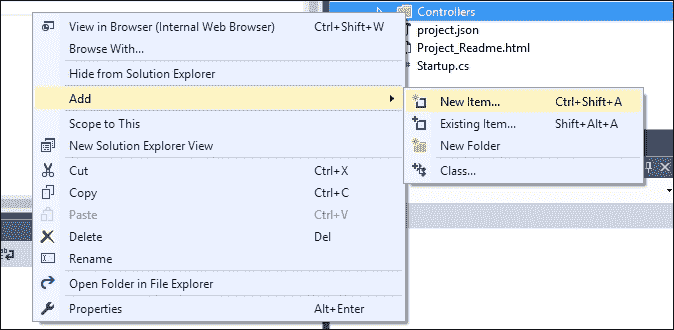 Controllers
project.json
Project_Readme.html
Startup.cs
View in Browser (Internal Web Browser) Ctrl+Shift+W
Browse With...
Hide from Solution Explorer
Add
Scope to This
New Solution Explorer View
Cut Ctrl+X
Copy Ctrl+C
Paste Ctrl+V
Delete Del
Rename
Open Folder in File Explorer
Properties Alt+Enter
New Item... Ctrl+Shift+A
Existing Item... Shift+Alt+A
New Folder
Class...